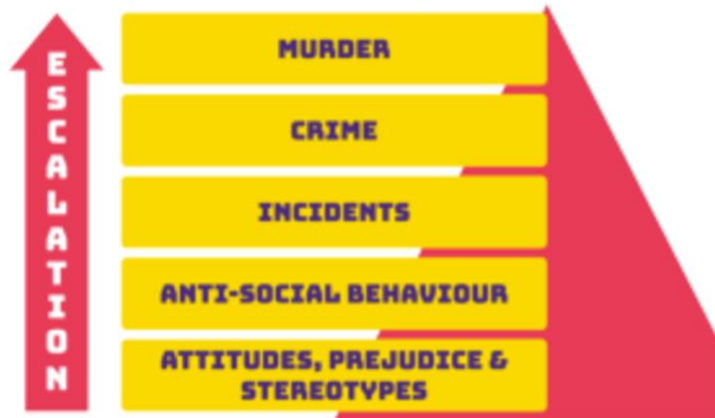 ESCALATION
MURDER
CRIME
INCIDENTS
ANTI-SOCIAL BEHAVIOUR
ATTITUDES, PREJUDICE &
STEREOTYPES